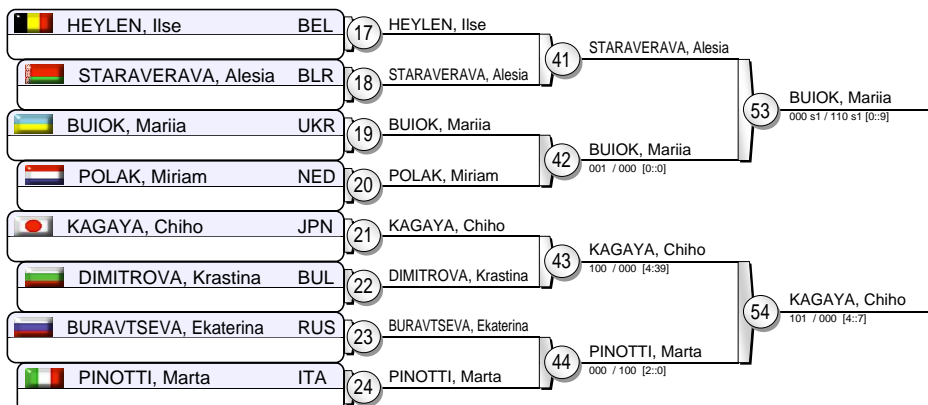 HEYLEN, Ilse BEL
17
HEYLEN, Ilse
STARAVERAVA, Alesia BLR
18
STARAVERAVA, Alesia
41
STARAVERAVA, Alesia
BUIOK, Mariia UKR
19
BUIOK, Mariia
POLAK, Miriam NED
20
POLAK, Miriam
42
BUIOK, Mariia
001 / 000 [0::0]
53
BUIOK, Mariia
000 s1 / 110 s1 [0::9]
KAGAYA, Chiho JPN
21
KAGAYA, Chiho
DIMITROVA, Krastina BUL
22
DIMITROVA, Krastina
43
KAGAYA, Chiho
100 / 000 [4:39]
BURAVTSEVA, Ekaterina RUS
23
BURAVTSEVA, Ekaterina
PINOTTI, Marta ITA
24
PINOTTI, Marta
44
PINOTTI, Marta
000 / 100 [2::0]
54
KAGAYA, Chiho
101 / 000 [4::7]